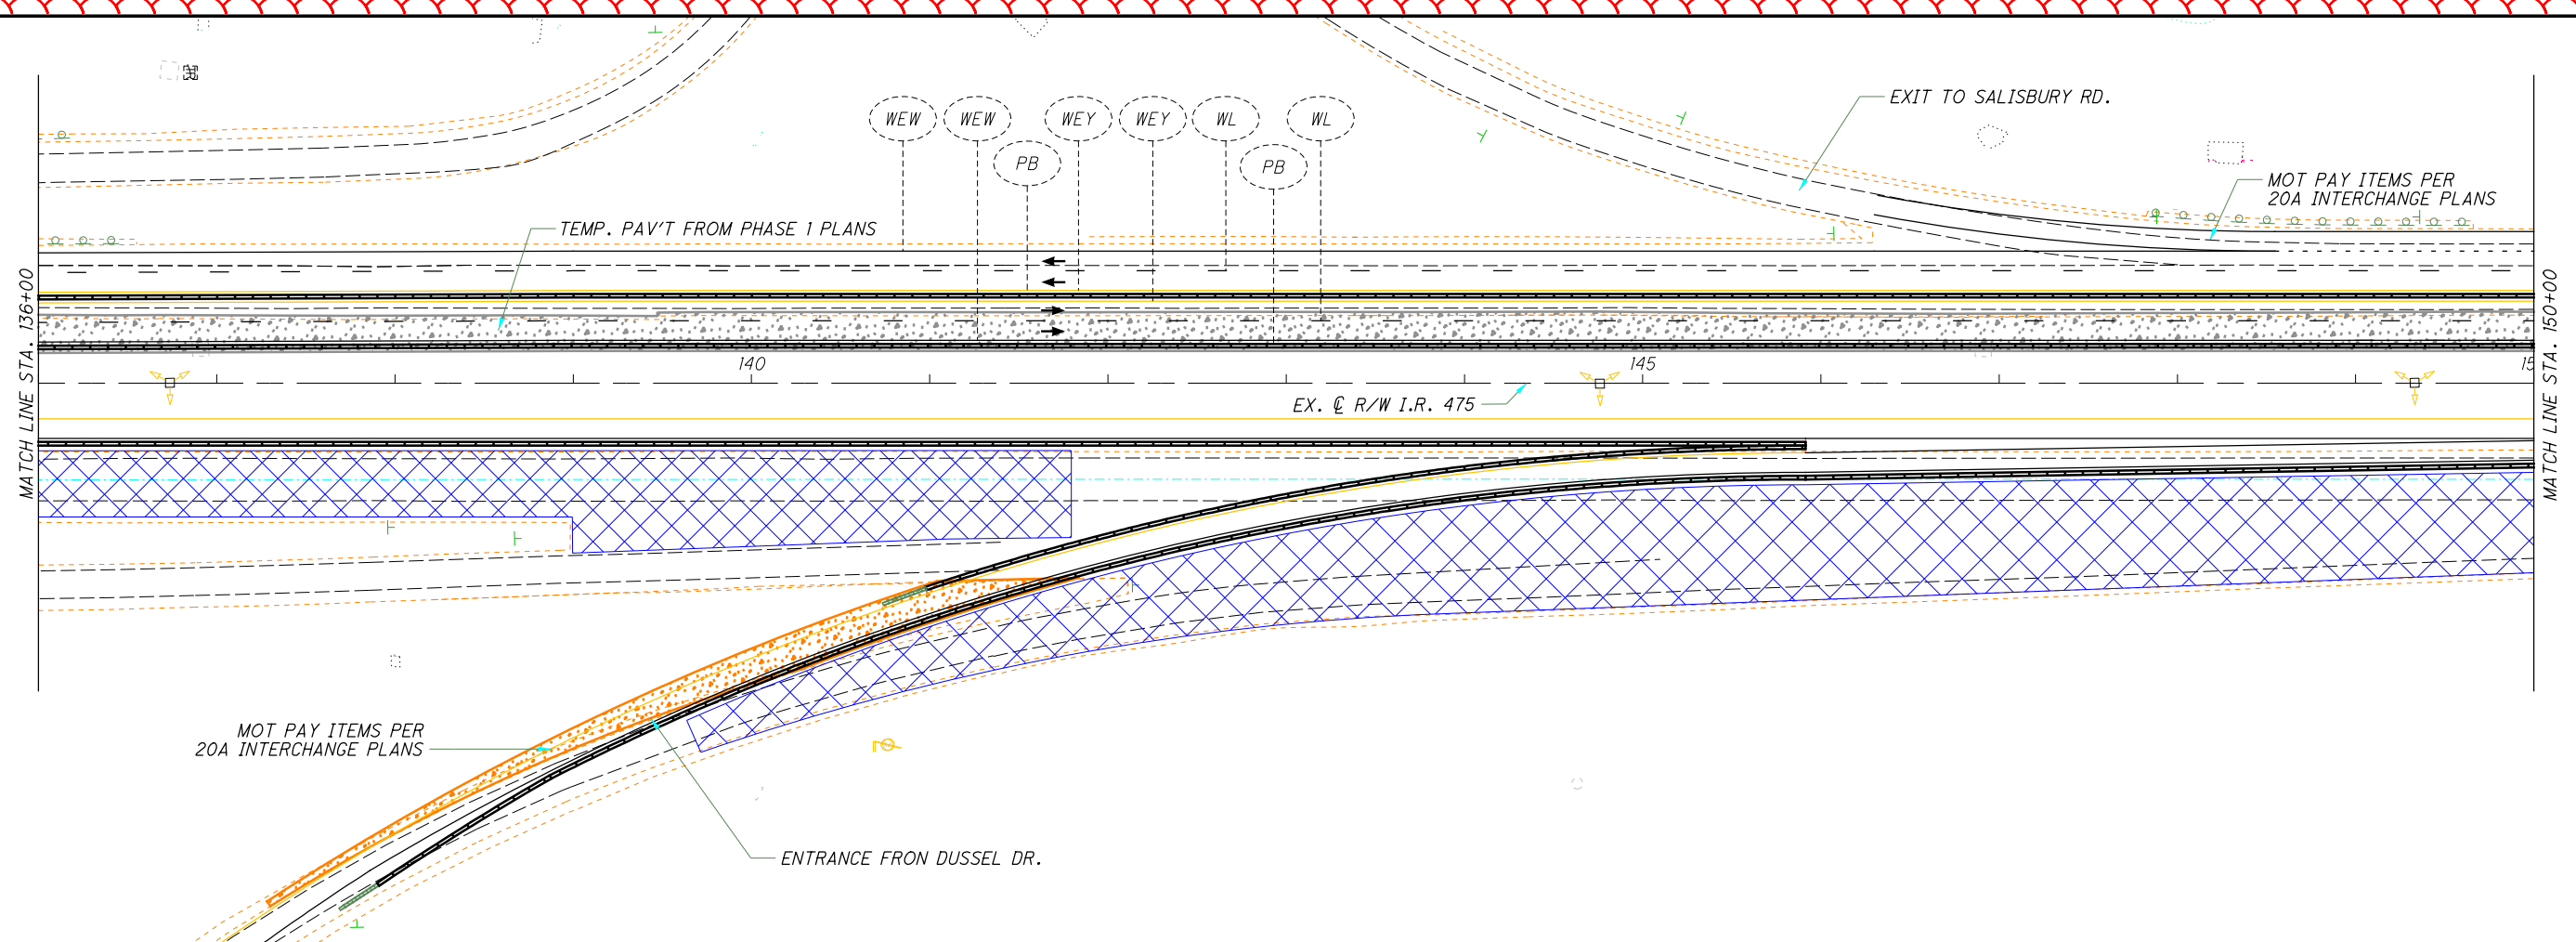 EXIT TO SALISBURY RD.
WEW
WEW
WEY
WEY
WL
WL
PB
PB
MOT PAY ITEMS PER
20A INTERCHANGE PLANS
TEMP. PAV'T FROM PHASE 1 PLANS
MATCH LINE STA. 136+00
MATCH LINE STA. 150+00
140
145
15
EX. ℄ R/W I.R. 475
MOT PAY ITEMS PER
20A INTERCHANGE PLANS
ENTRANCE FRON DUSSEL DR.